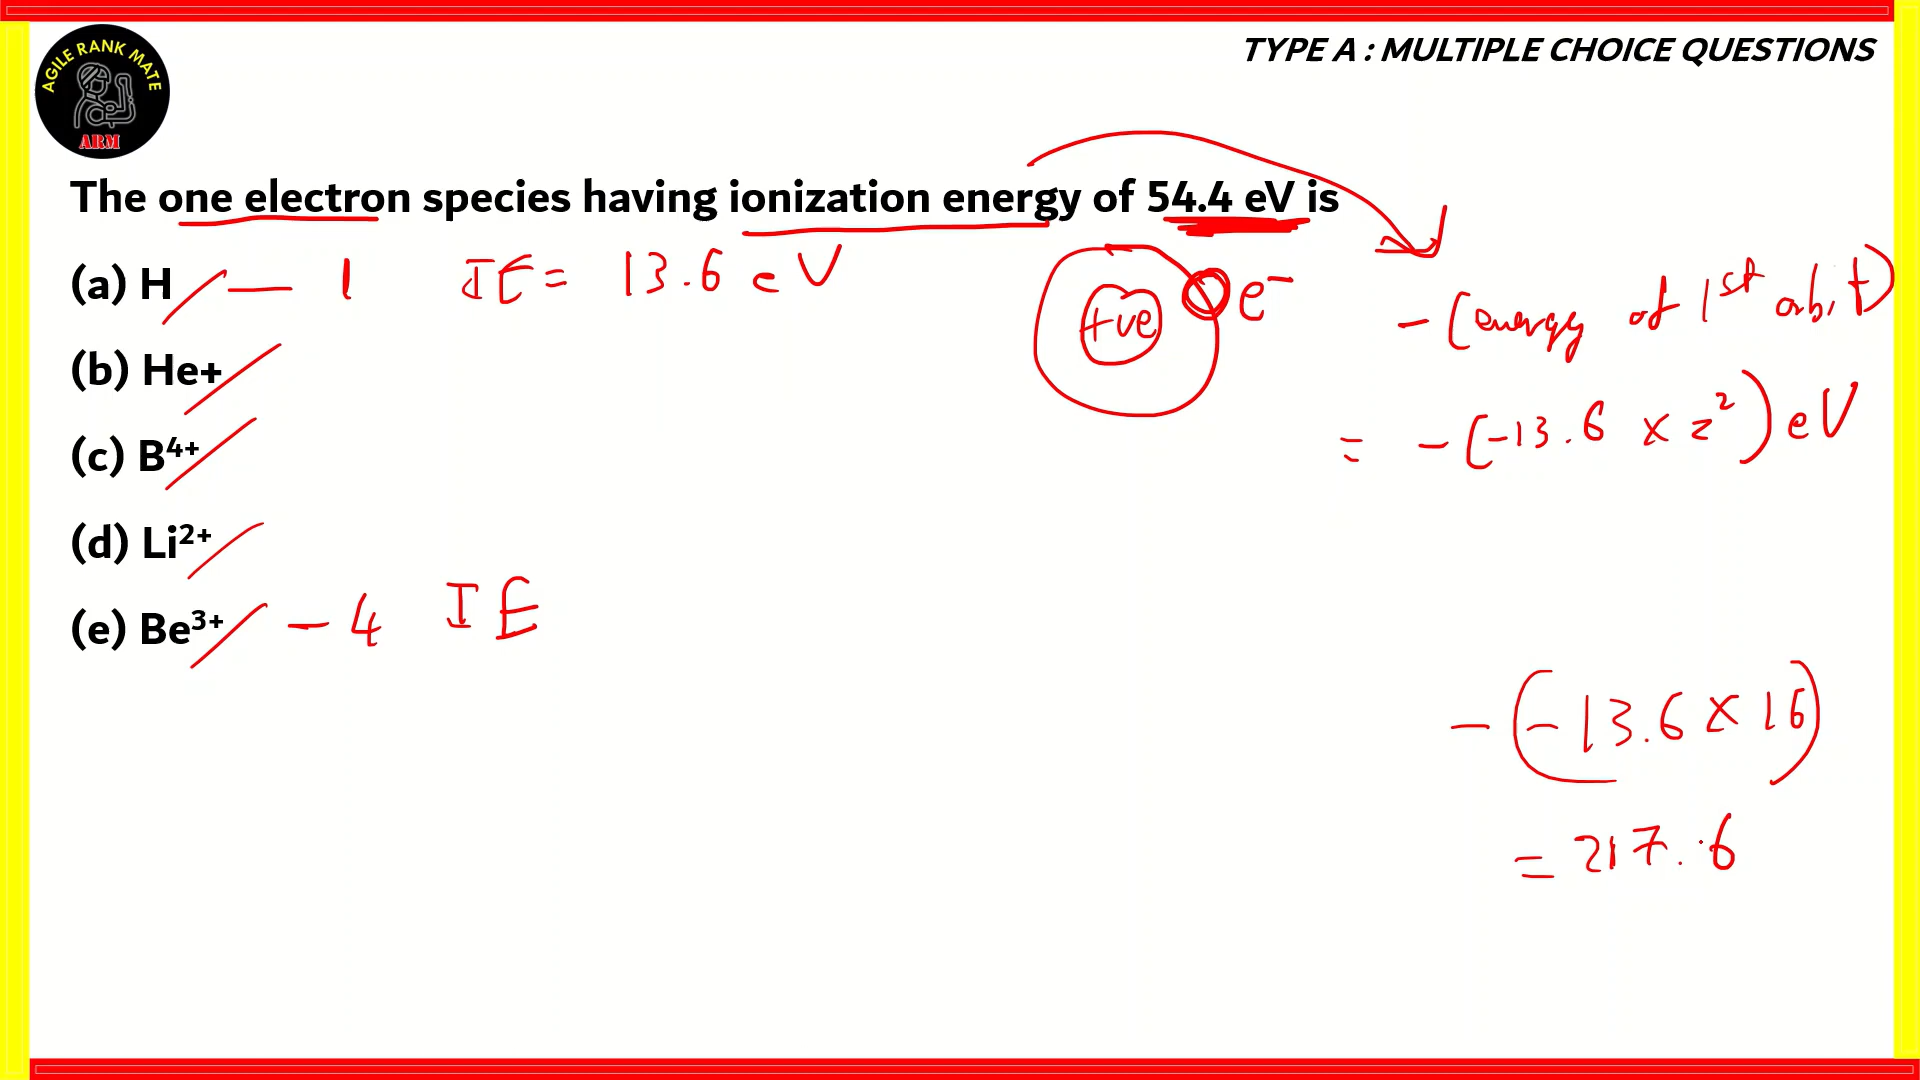 AGILE RANK MATE
ARM
TYPE A : MULTIPLE CHOICE QUESTIONS
The one electron species having ionization energy of 54.4 eV is
(a) H — 1 IE = 13.6 eV
(b) He+
(c) B⁴⁺
(d) Li²⁺
(e) Be³⁺ — 4 IE
+ve e⁻
- (energy of 1st orbit)
= - (-13.6 × z²) eV
- (-13.6 × 16)
= 217.6